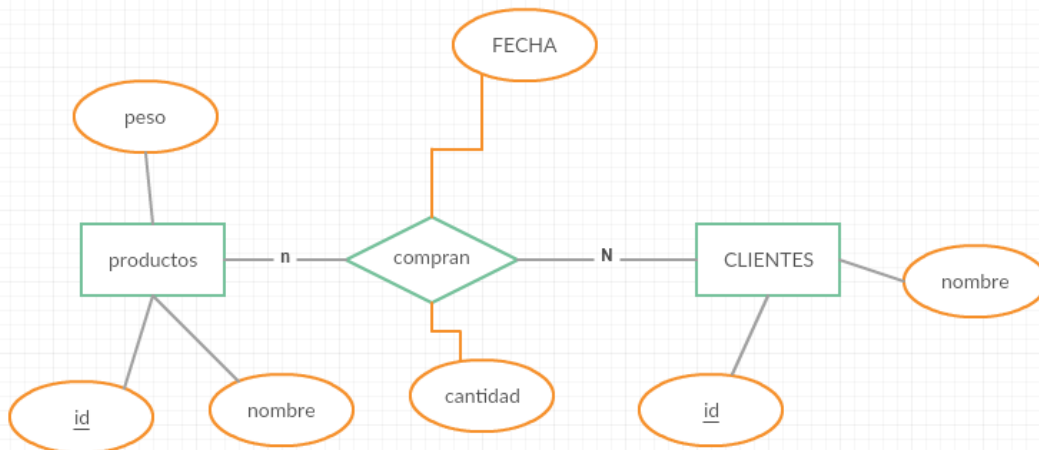 FECHA
peso
productos
n
compran
N
CLIENTES
nombre
id
nombre
cantidad
id